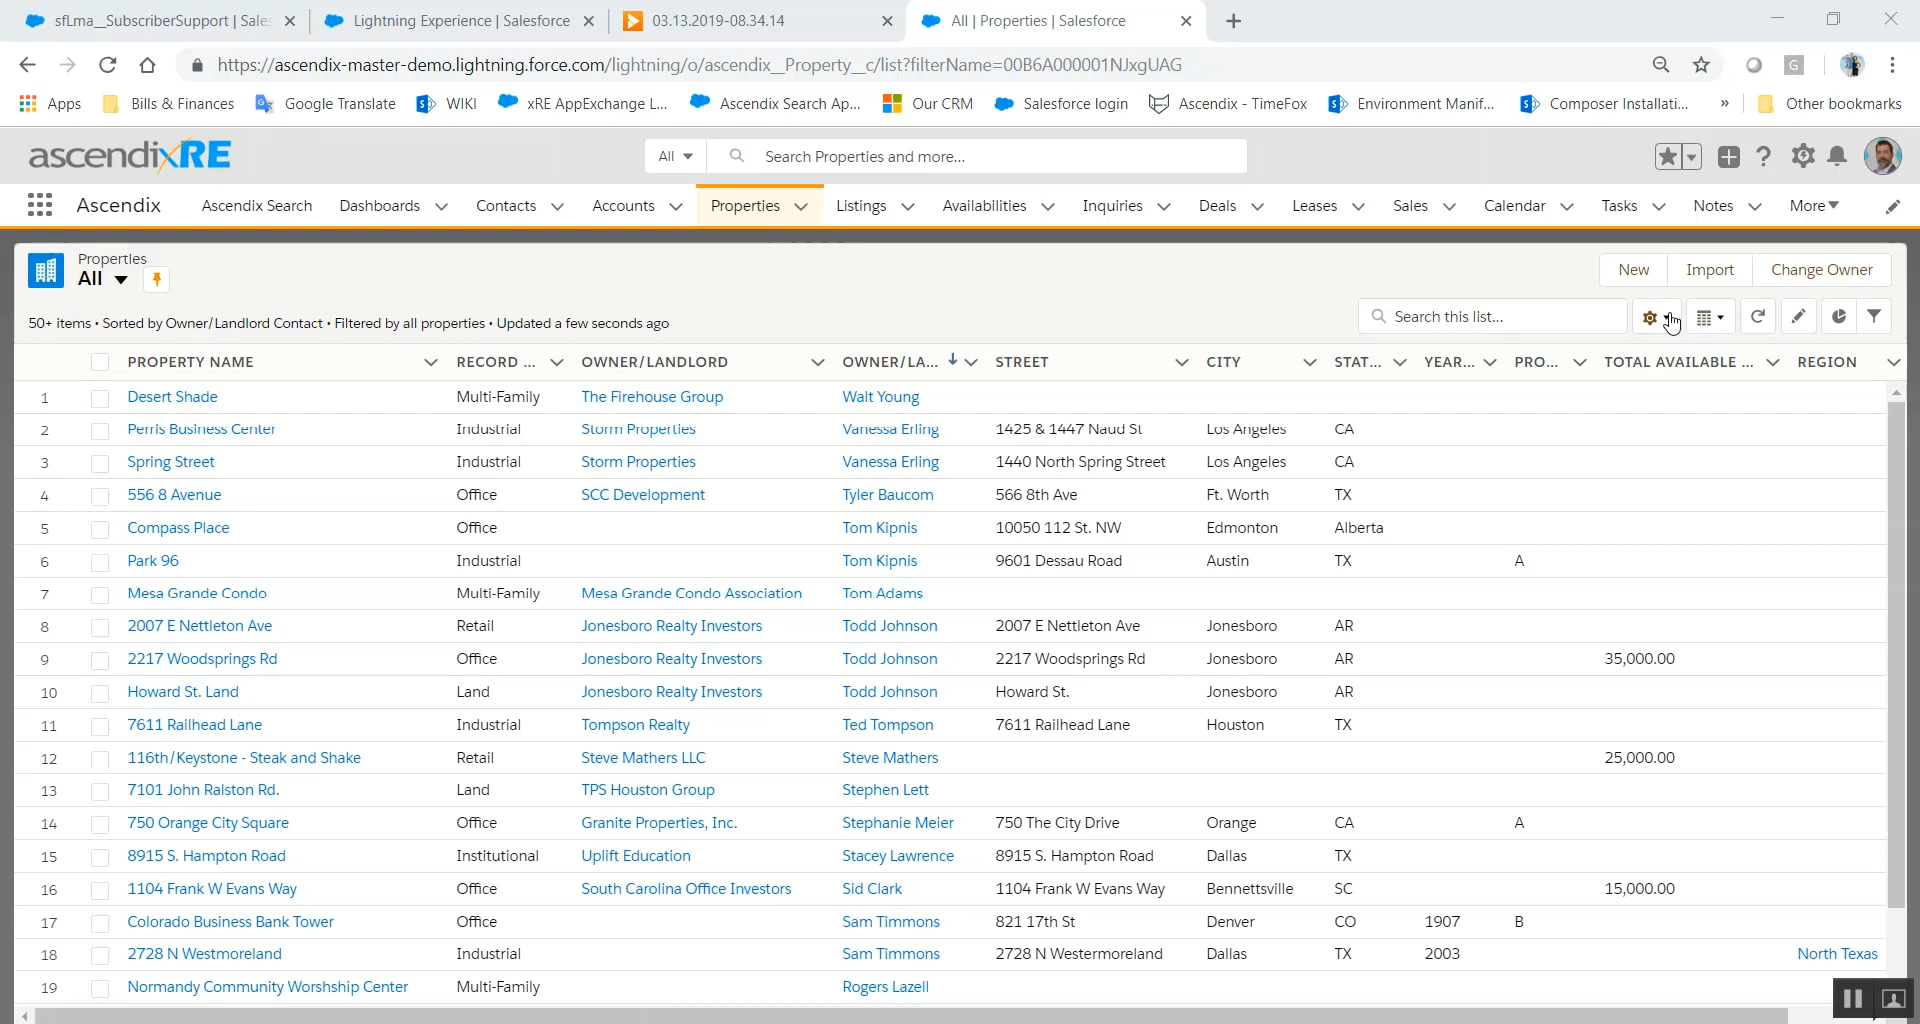 sfLma__SubscriberSupport | Sales
Lightning Experience | Salesforce
03.13.2019-08.34.14
All | Properties | Salesforce
https://ascendix-master-demo.lightning.force.com/lightning/o/ascendix__Property__c/list?filterName=00B6A000001NJxgUAG
G
Apps Bills & Finances Google Translate WIKI xRE AppExchange L... Ascendix Search Ap... Our CRM Salesforce login Ascendix - TimeFox Environment Manif... Composer Installati... » Other bookmarks
ascendixRE
All Search Properties and more...
Ascendix Ascendix Search Dashboards Contacts Accounts Properties Listings Availabilities Inquiries Deals Leases Sales Calendar Tasks Notes More
Properties
All
New Import Change Owner
50+ items • Sorted by Owner/Landlord Contact • Filtered by all properties • Updated a few seconds ago
Search this list...
PROPERTY NAME RECORD ... OWNER/LANDLORD OWNER/LA... STREET CITY STAT... YEAR... PRO... TOTAL AVAILABLE ... REGION
1 Desert Shade Multi-Family The Firehouse Group Walt Young
2 Perris Business Center Industrial Storm Properties Vanessa Erling 1425 & 1447 Naud St Los Angeles CA
3 Spring Street Industrial Storm Properties Vanessa Erling 1440 North Spring Street Los Angeles CA
4 556 8 Avenue Office SCC Development Tyler Baucom 566 8th Ave Ft. Worth TX
5 Compass Place Office Tom Kipnis 10050 112 St. NW Edmonton Alberta
6 Park 96 Industrial Tom Kipnis 9601 Dessau Road Austin TX A
7 Mesa Grande Condo Multi-Family Mesa Grande Condo Association Tom Adams
8 2007 E Nettleton Ave Retail Jonesboro Realty Investors Todd Johnson 2007 E Nettleton Ave Jonesboro AR
9 2217 Woodsprings Rd Office Jonesboro Realty Investors Todd Johnson 2217 Woodsprings Rd Jonesboro AR 35,000.00
10 Howard St. Land Land Jonesboro Realty Investors Todd Johnson Howard St. Jonesboro AR
11 7611 Railhead Lane Industrial Tompson Realty Ted Tompson 7611 Railhead Lane Houston TX
12 116th/Keystone - Steak and Shake Retail Steve Mathers LLC Steve Mathers 25,000.00
13 7101 John Ralston Rd. Land TPS Houston Group Stephen Lett
14 750 Orange City Square Office Granite Properties, Inc. Stephanie Meier 750 The City Drive Orange CA A
15 8915 S. Hampton Road Institutional Uplift Education Stacey Lawrence 8915 S. Hampton Road Dallas TX
16 1104 Frank W Evans Way Office South Carolina Office Investors Sid Clark 1104 Frank W Evans Way Bennettsville SC 15,000.00
17 Colorado Business Bank Tower Office Sam Timmons 821 17th St Denver CO 1907 B
18 2728 N Westmoreland Industrial Sam Timmons 2728 N Westermoreland Dallas TX 2003 North Texas
19 Normandy Community Worshship Center Multi-Family Rogers Lazell